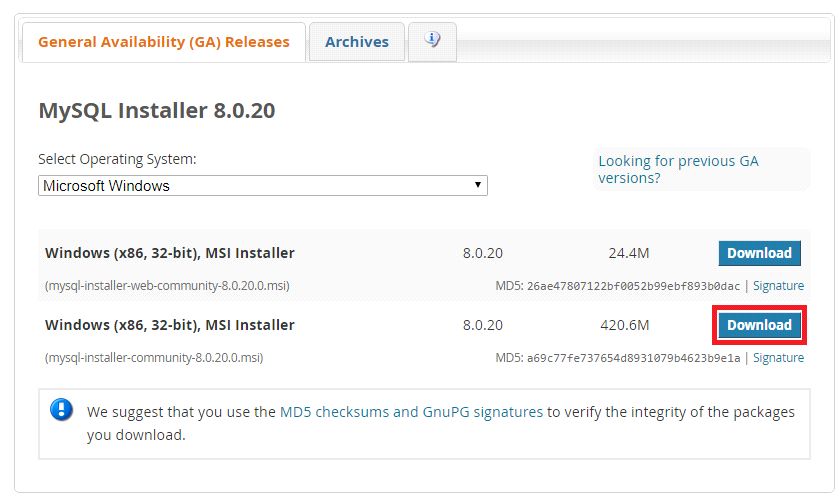 General Availability (GA) Releases
Archives
MySQL Installer 8.0.20
Select Operating System:
Looking for previous GA
versions?
Microsoft Windows
Windows (x86, 32-bit), MSI Installer 8.0.20 24.4M Download
(mysql-installer-web-community-8.0.20.0.msi) MD5: 26ae47807122bf0052b99ebf893b0dac | Signature
Windows (x86, 32-bit), MSI Installer 8.0.20 420.6M Download
(mysql-installer-community-8.0.20.0.msi) MD5: a69c77fe737654d8931079b4623b9e1a | Signature
We suggest that you use the MD5 checksums and GnuPG signatures to verify the integrity of the packages
you download.